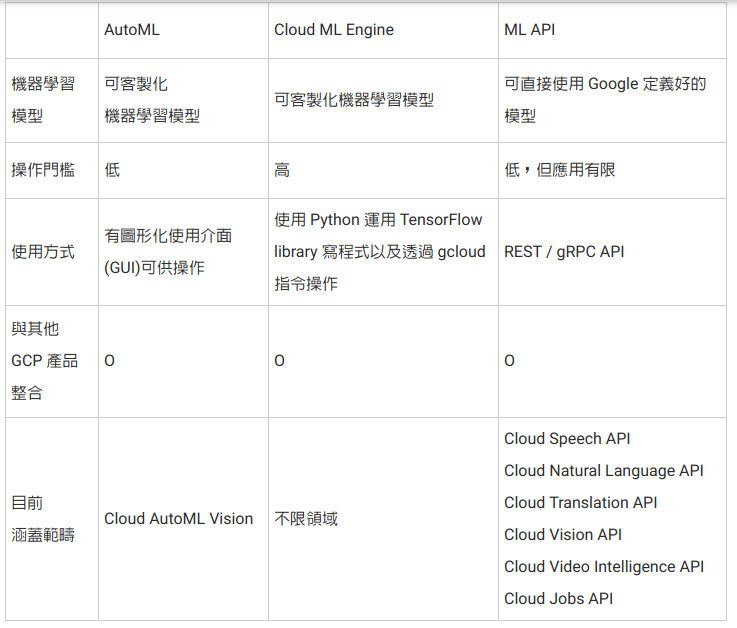 AutoML
Cloud ML Engine
ML API
機器學習
模型
可客製化
機器學習模型
可客製化機器學習模型
可直接使用 Google 定義好的
模型
操作門檻
低
高
低，但應用有限
使用方式
有圖形化使用介面
(GUI)可供操作
使用 Python 運用 TensorFlow
library 寫程式以及透過 gcloud
指令操作
REST / gRPC API
與其他
GCP 產品
整合
O
O
O
目前
涵蓋範疇
Cloud AutoML Vision
不限領域
Cloud Speech API
Cloud Natural Language API
Cloud Translation API
Cloud Vision API
Cloud Video Intelligence API
Cloud Jobs API